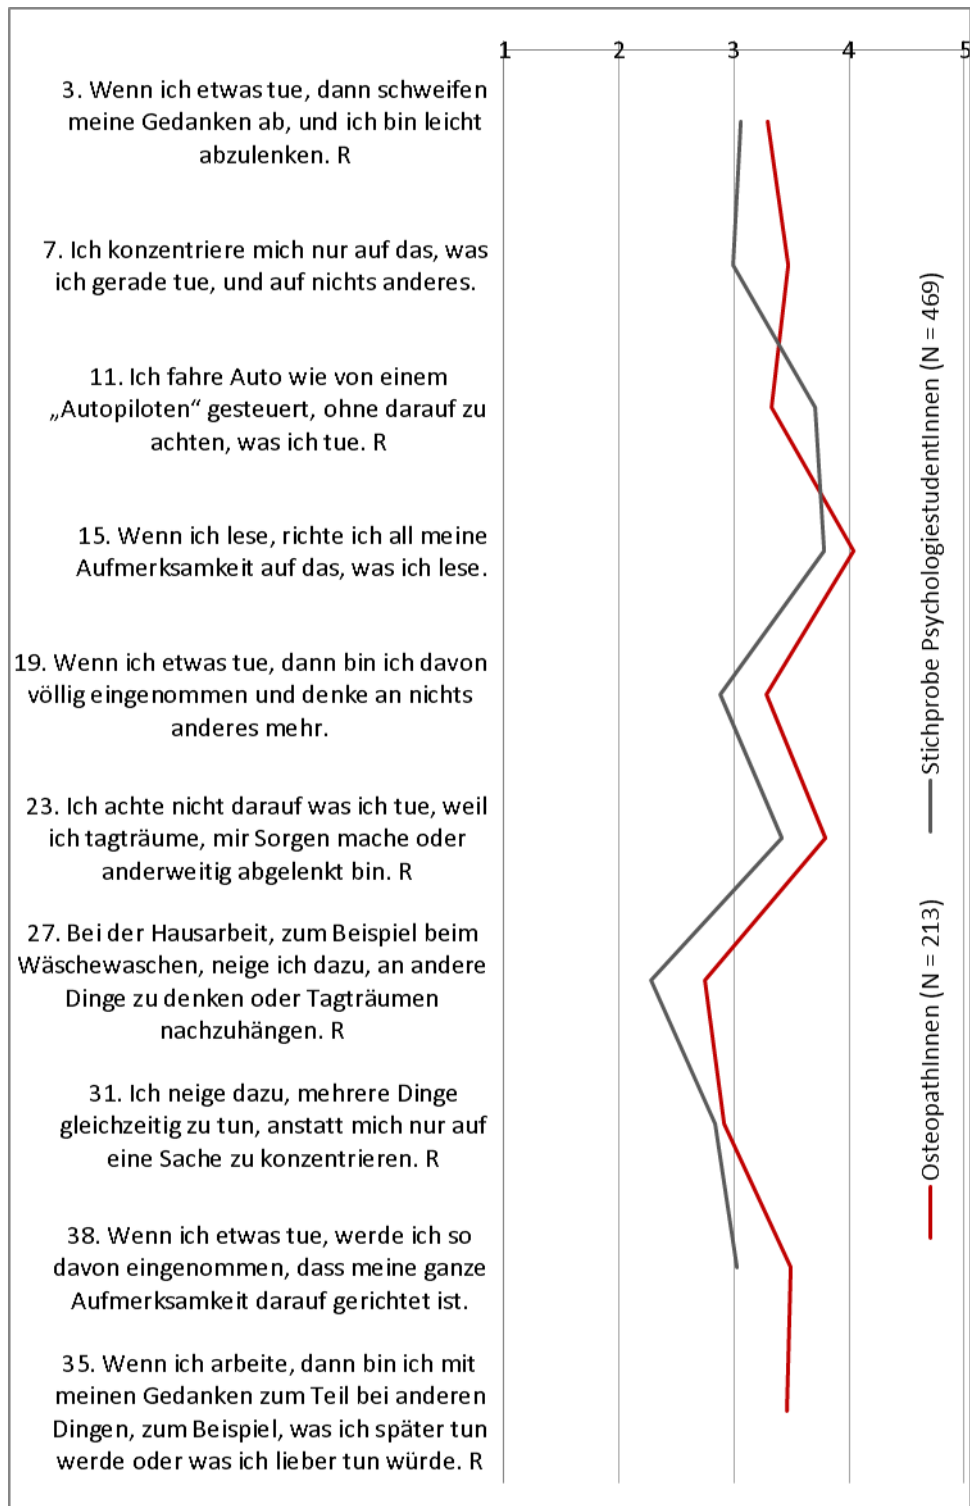 1 2 3 4 5
3. Wenn ich etwas tue, dann schweifen
meine Gedanken ab, und ich bin leicht
abzulenken. R
7. Ich konzentriere mich nur auf das, was
ich gerade tue, und auf nichts anderes.
11. Ich fahre Auto wie von einem
„Autopiloten“ gesteuert, ohne darauf zu
achten, was ich tue. R
15. Wenn ich lese, richte ich all meine
Aufmerksamkeit auf das, was ich lese.
19. Wenn ich etwas tue, dann bin ich davon
völlig eingenommen und denke an nichts
anderes mehr.
23. Ich achte nicht darauf was ich tue, weil
ich tagträume, mir Sorgen mache oder
anderweitig abgelenkt bin. R
27. Bei der Hausarbeit, zum Beispiel beim
Wäschewaschen, neige ich dazu, an andere
Dinge zu denken oder Tagträumen
nachzuhängen. R
31. Ich neige dazu, mehrere Dinge
gleichzeitig zu tun, anstatt mich nur auf
eine Sache zu konzentrieren. R
38. Wenn ich etwas tue, werde ich so
davon eingenommen, dass meine ganze
Aufmerksamkeit darauf gerichtet ist.
35. Wenn ich arbeite, dann bin ich mit
meinen Gedanken zum Teil bei anderen
Dingen, zum Beispiel, was ich später tun
werde oder was ich lieber tun würde. R
OsteopathInnen (N = 213)
Stichprobe PsychologiestudentInnen (N = 469)